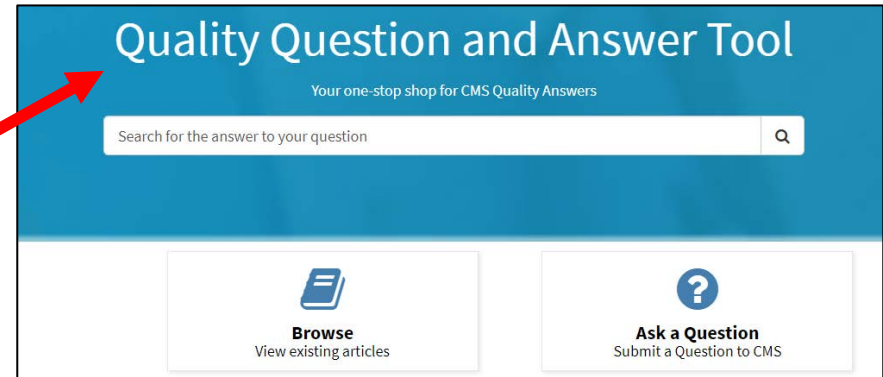 Quality Question and Answer Tool
Your one-stop shop for CMS Quality Answers
Search for the answer to your question
Browse
View existing articles
Ask a Question
Submit a Question to CMS